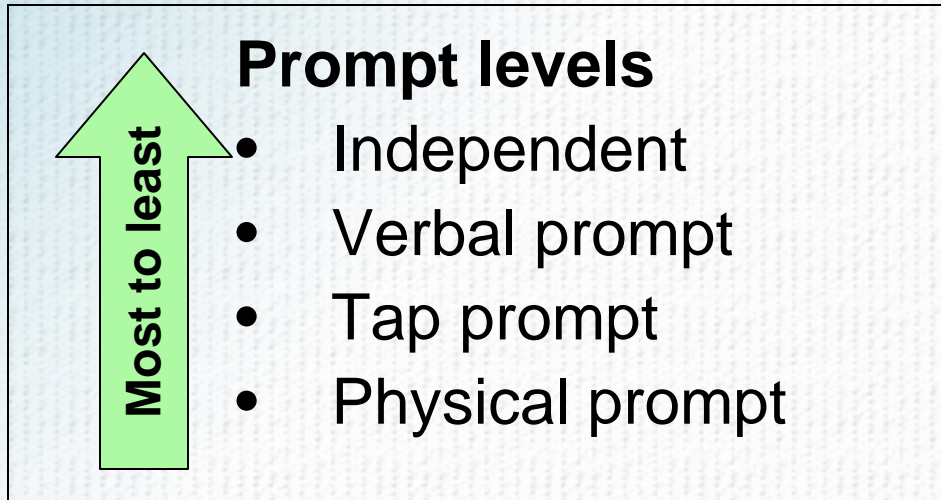 Prompt levels
• Independent
• Verbal prompt
• Tap prompt
• Physical prompt
Most to least